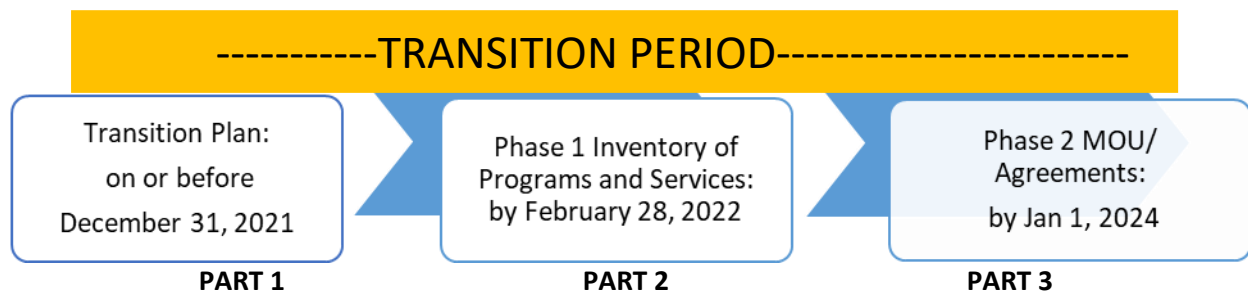 -----------TRANSITION PERIOD------------------------
Transition Plan:
on or before
December 31, 2021
Phase 1 Inventory of
Programs and Services:
by February 28, 2022
Phase 2 MOU/
Agreements:
by Jan 1, 2024
PART 1
PART 2
PART 3